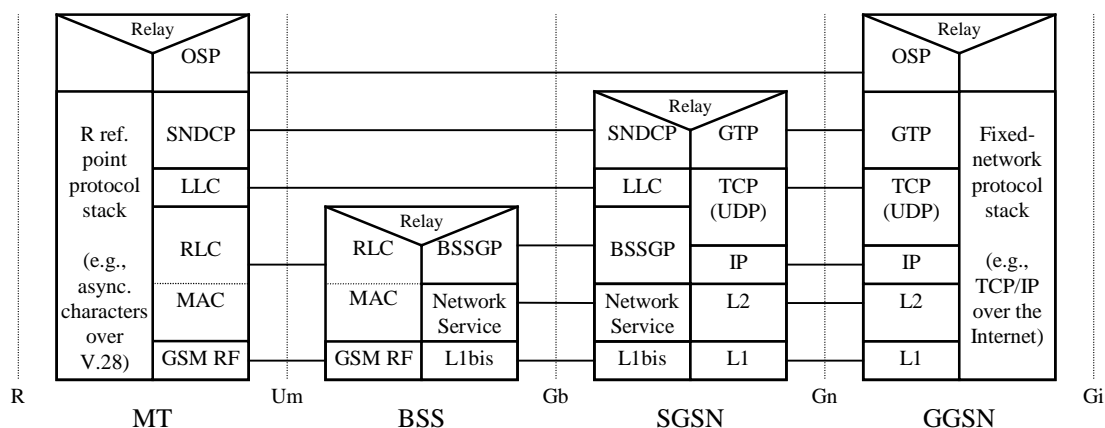 Relay
OSP
R ref.
point
protocol
stack
(e.g.,
async.
characters
over
V.28)
SNDCP
LLC
RLC
MAC
GSM RF
Relay
RLC
MAC
GSM RF
BSSGP
Network
Service
L1bis
Relay
SNDCP
LLC
BSSGP
Network
Service
L1bis
GTP
TCP
(UDP)
IP
L2
L1
Relay
OSP
GTP
TCP
(UDP)
IP
L2
L1
Fixed-
network
protocol
stack
(e.g.,
TCP/IP
over the
Internet)
R
Um
Gb
Gn
Gi
MT
BSS
SGSN
GGSN